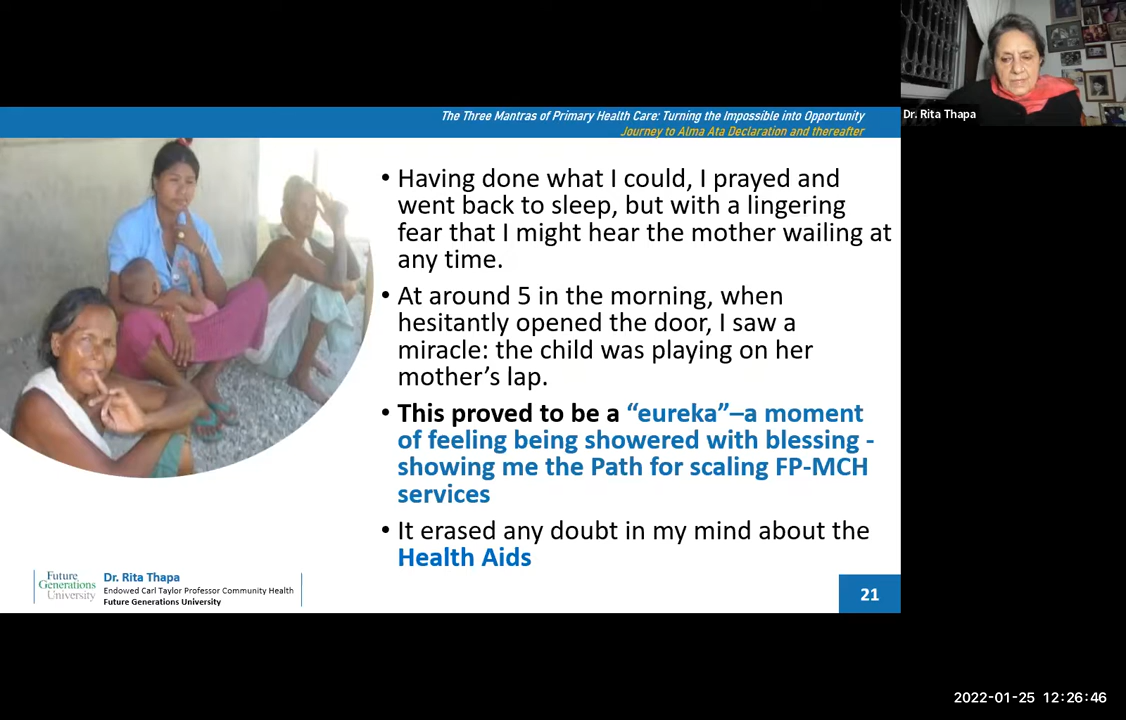 Dr. Rita Thapa
The Three Mantras of Primary Health Care: Turning the Impossible into Opportunity
Journey to Alma Ata Declaration and thereafter
• Having done what I could, I prayed and
went back to sleep, but with a lingering
fear that I might hear the mother wailing at
any time.
• At around 5 in the morning, when
hesitantly opened the door, I saw a
miracle: the child was playing on her
mother’s lap.
• This proved to be a “eureka”–a moment
of feeling being showered with blessing -
showing me the Path for scaling FP-MCH
services
• It erased any doubt in my mind about the
Health Aids
Future
Generations
University
Dr. Rita Thapa
Endowed Carl Taylor Professor Community Health
Future Generations University
21
2022-01-25 12:26:46